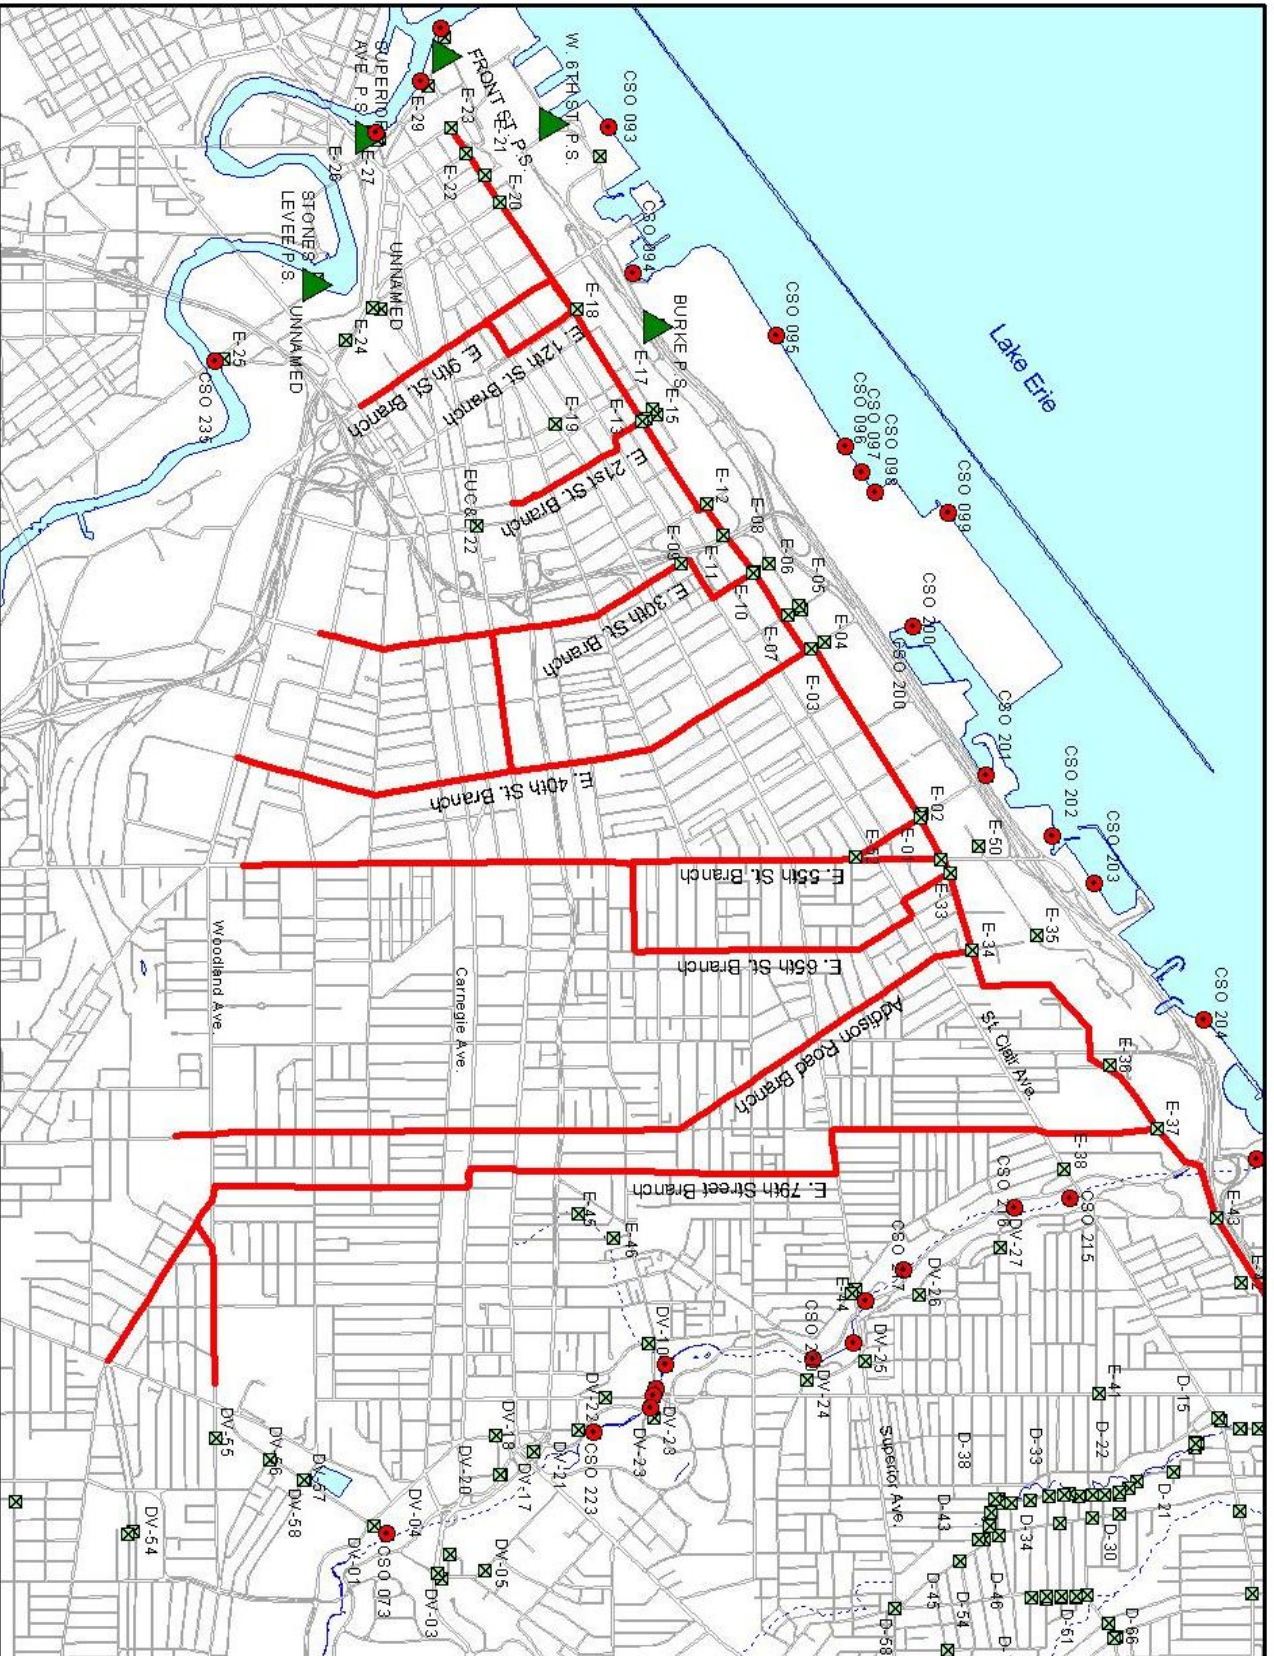 SUPERIOR
AVE P.S.
FRONT ST. P.S.
W. 6TH ST. P.S.
CSO 093
E-29
E-23
E-21
E-22
E-20
E-27
E-26
STONES
LEVEE P.S.
UNNAMED
UNNAMED
CSO 094
BURKE P.S.
CSO 095
Lake Erie
E-18
E-24
E-25
CSO 235
E. 9th St. Branch
E. 12th St. Branch
E-17
E-15
E-13
E-19
E. 21st St. Branch
EUC& E 22
CSO 096
CSO 097
CSO 098
CSO 099
E-12
E-08
E-06
E-05
E-04
E-09
E-11
E-10
E-07
E-03
E. 30th St. Branch
E. 40th St. Branch
CSO 200
CSO 200
CSO 201
CSO 202
CSO 203
CSO 204
E-02
E-01
E-50
E-33
E-34
E-35
E-36
E-37
E-38
E-43
E. 55th St. Branch
E. 65th St. Branch
Addison Road Branch
St. Clair Ave.
Woodland Ave.
Carnegie Ave.
E. 79th Street Branch
E-45
E-46
E-44
CSO 215
DV-27
DV-26
DV-25
DV-24
DV-10
DV-22
DV-23
DV-28
CSO 223
DV-21
DV-18
DV-17
DV-20
DV-55
DV-56
DV-57
DV-58
DV-54
DV-04
DV-01
CSO 073
DV-05
DV-03
Superior Ave.
E-41
D-15
D-22
D-33
D-38
D-21
D-30
D-34
D-43
D-46
D-45
D-54
D-51
D-66
D-58
D-